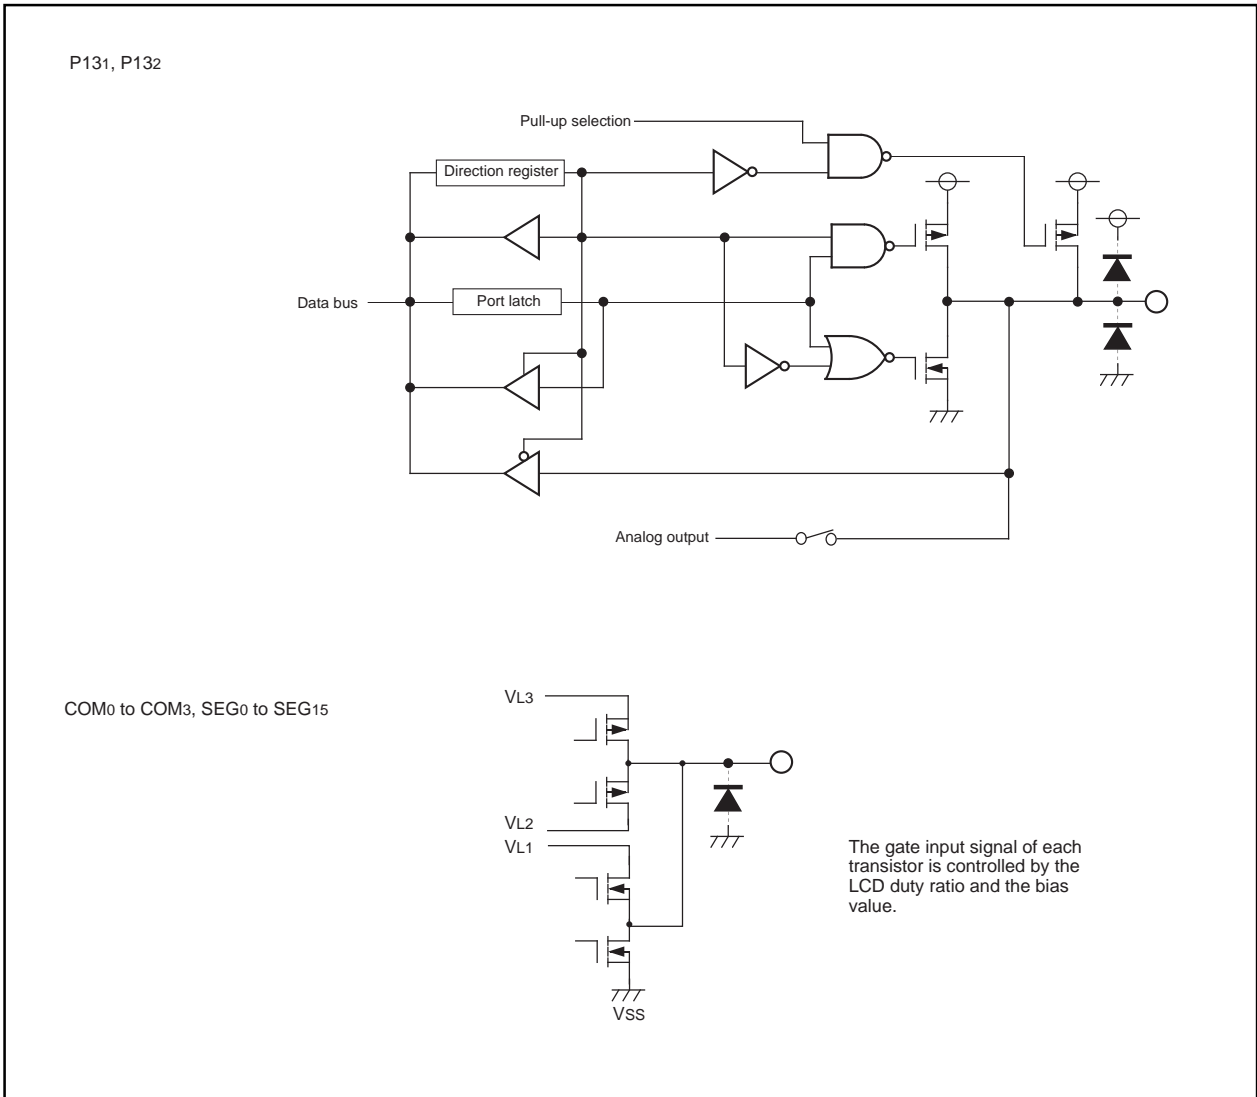 P131, P132
Pull-up selection
Direction register
Data bus
Port latch
Analog output
COM0 to COM3, SEG0 to SEG15
VL3
VL2
VL1
VSS
The gate input signal of each
transistor is controlled by the
LCD duty ratio and the bias
value.